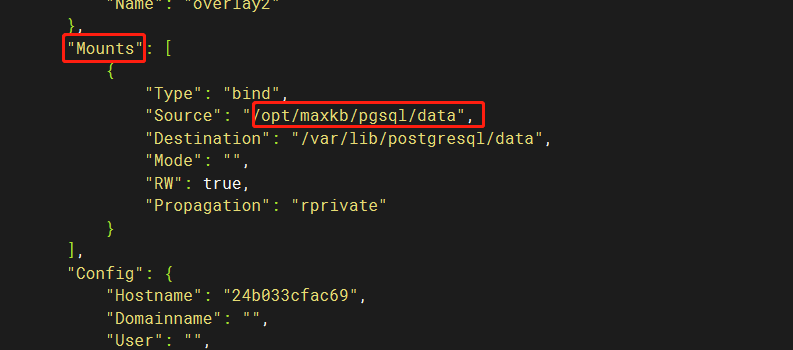 "Name": "overlay2"
},
"Mounts": [
{
"Type": "bind",
"Source": "/opt/maxkb/pgsql/data",
"Destination": "/var/lib/postgresql/data",
"Mode": "",
"RW": true,
"Propagation": "rprivate"
}
],
"Config": {
"Hostname": "24b033cfac69",
"Domainname": "",
"User": "",